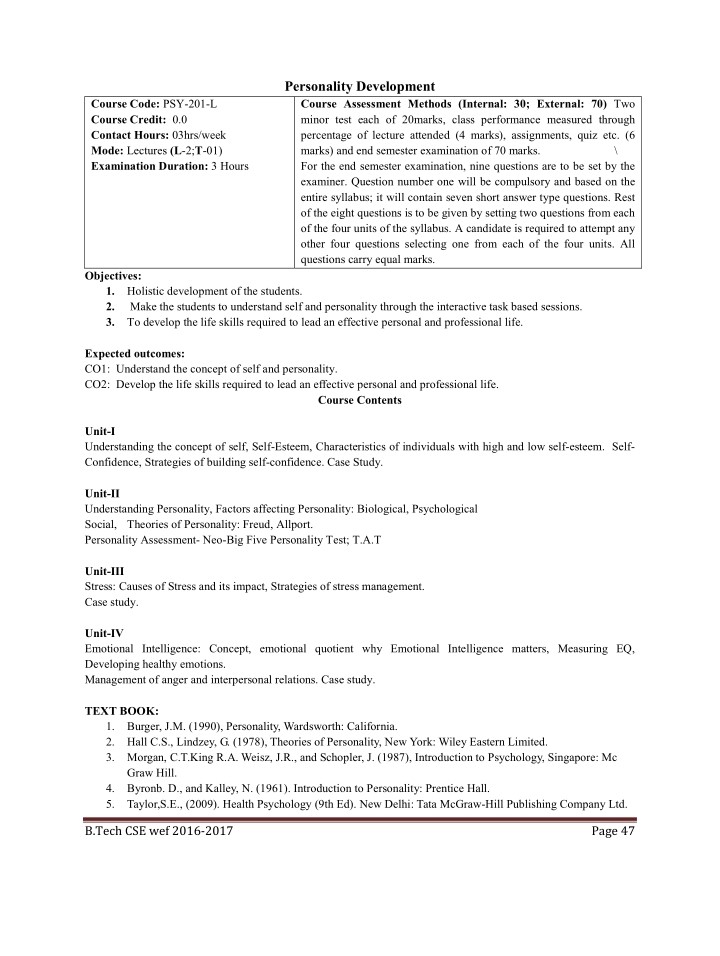 Personality Development
Course Code: PSY-201-L
Course Credit:  0.0
Contact Hours: 03hrs/week
Mode: Lectures (L-2;T-01)
Examination Duration: 3 Hours
Course Assessment Methods (Internal: 30; External: 70) Two
minor test each of 20marks, class performance measured through
percentage of lecture attended (4 marks), assignments, quiz etc. (6
marks) and end semester examination of 70 marks. \
For the end semester examination, nine questions are to be set by the
examiner. Question number one will be compulsory and based on the
entire syllabus; it will contain seven short answer type questions. Rest
of the eight questions is to be given by setting two questions from each
of the four units of the syllabus. A candidate is required to attempt any
other four questions selecting one from each of the four units. All
questions carry equal marks.
Objectives:
1. Holistic development of the students.
2. Make the students to understand self and personality through the interactive task based sessions.
3. To develop the life skills required to lead an effective personal and professional life.
Expected outcomes:
CO1: Understand the concept of self and personality.
CO2: Develop the life skills required to lead an effective personal and professional life.
Course Contents
Unit-I
Understanding the concept of self, Self-Esteem, Characteristics of individuals with high and low self-esteem. Self-
Confidence, Strategies of building self-confidence. Case Study.
Unit-II
Understanding Personality, Factors affecting Personality: Biological, Psychological
Social, Theories of Personality: Freud, Allport.
Personality Assessment- Neo-Big Five Personality Test; T.A.T
Unit-III
Stress: Causes of Stress and its impact, Strategies of stress management.
Case study.
Unit-IV
Emotional Intelligence: Concept, emotional quotient why Emotional Intelligence matters, Measuring EQ,
Developing healthy emotions.
Management of anger and interpersonal relations. Case study.
TEXT BOOK:
1. Burger, J.M. (1990), Personality, Wardsworth: California.
2. Hall C.S., Lindzey, G. (1978), Theories of Personality, New York: Wiley Eastern Limited.
3. Morgan, C.T.King R.A. Weisz, J.R., and Schopler, J. (1987), Introduction to Psychology, Singapore: Mc
Graw Hill.
4. Byronb. D., and Kalley, N. (1961). Introduction to Personality: Prentice Hall.
5. Taylor,S.E., (2009). Health Psychology (9th Ed). New Delhi: Tata McGraw-Hill Publishing Company Ltd.
B.Tech CSE wef 2016-2017 Page 47